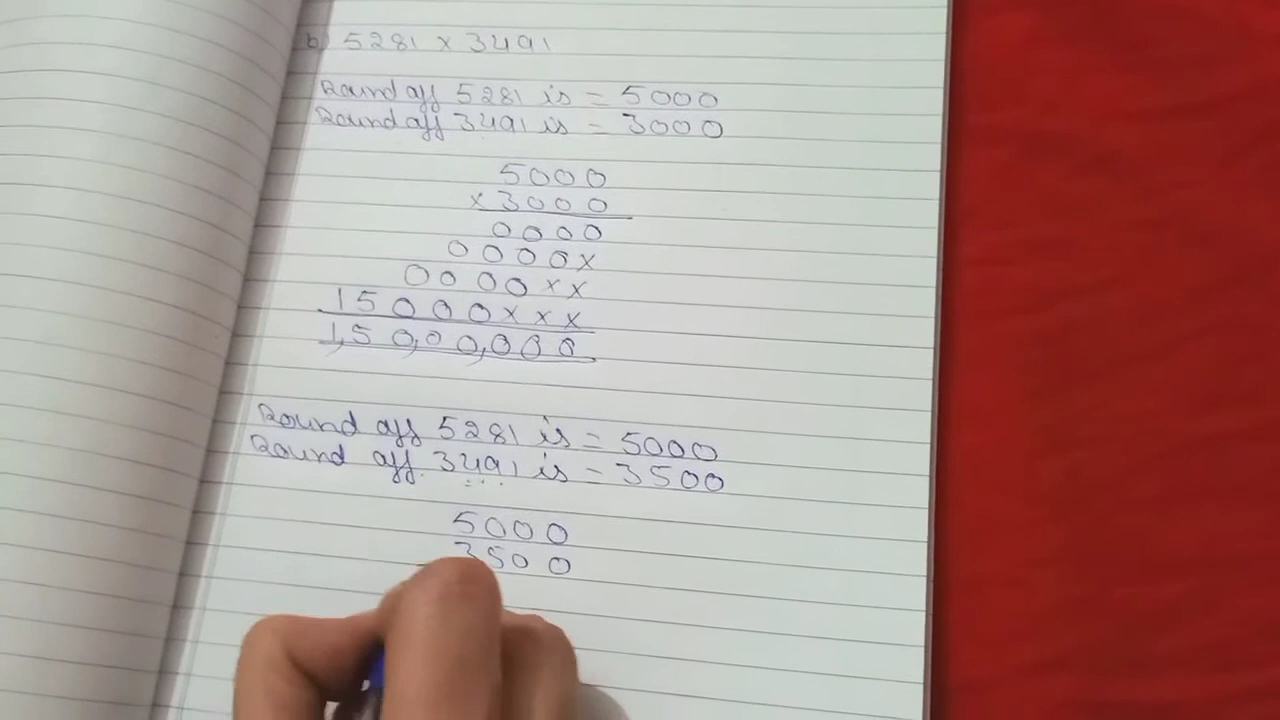 b) 5281 x 3491
Round off 5281 is = 5000
Round off 3491 is = 3000
5000
x 3000
0000
0000x
0000xx
15000xxx
1,50,00,000
Round off 5281 is = 5000
Round off 3491 is = 3500
5000
3500